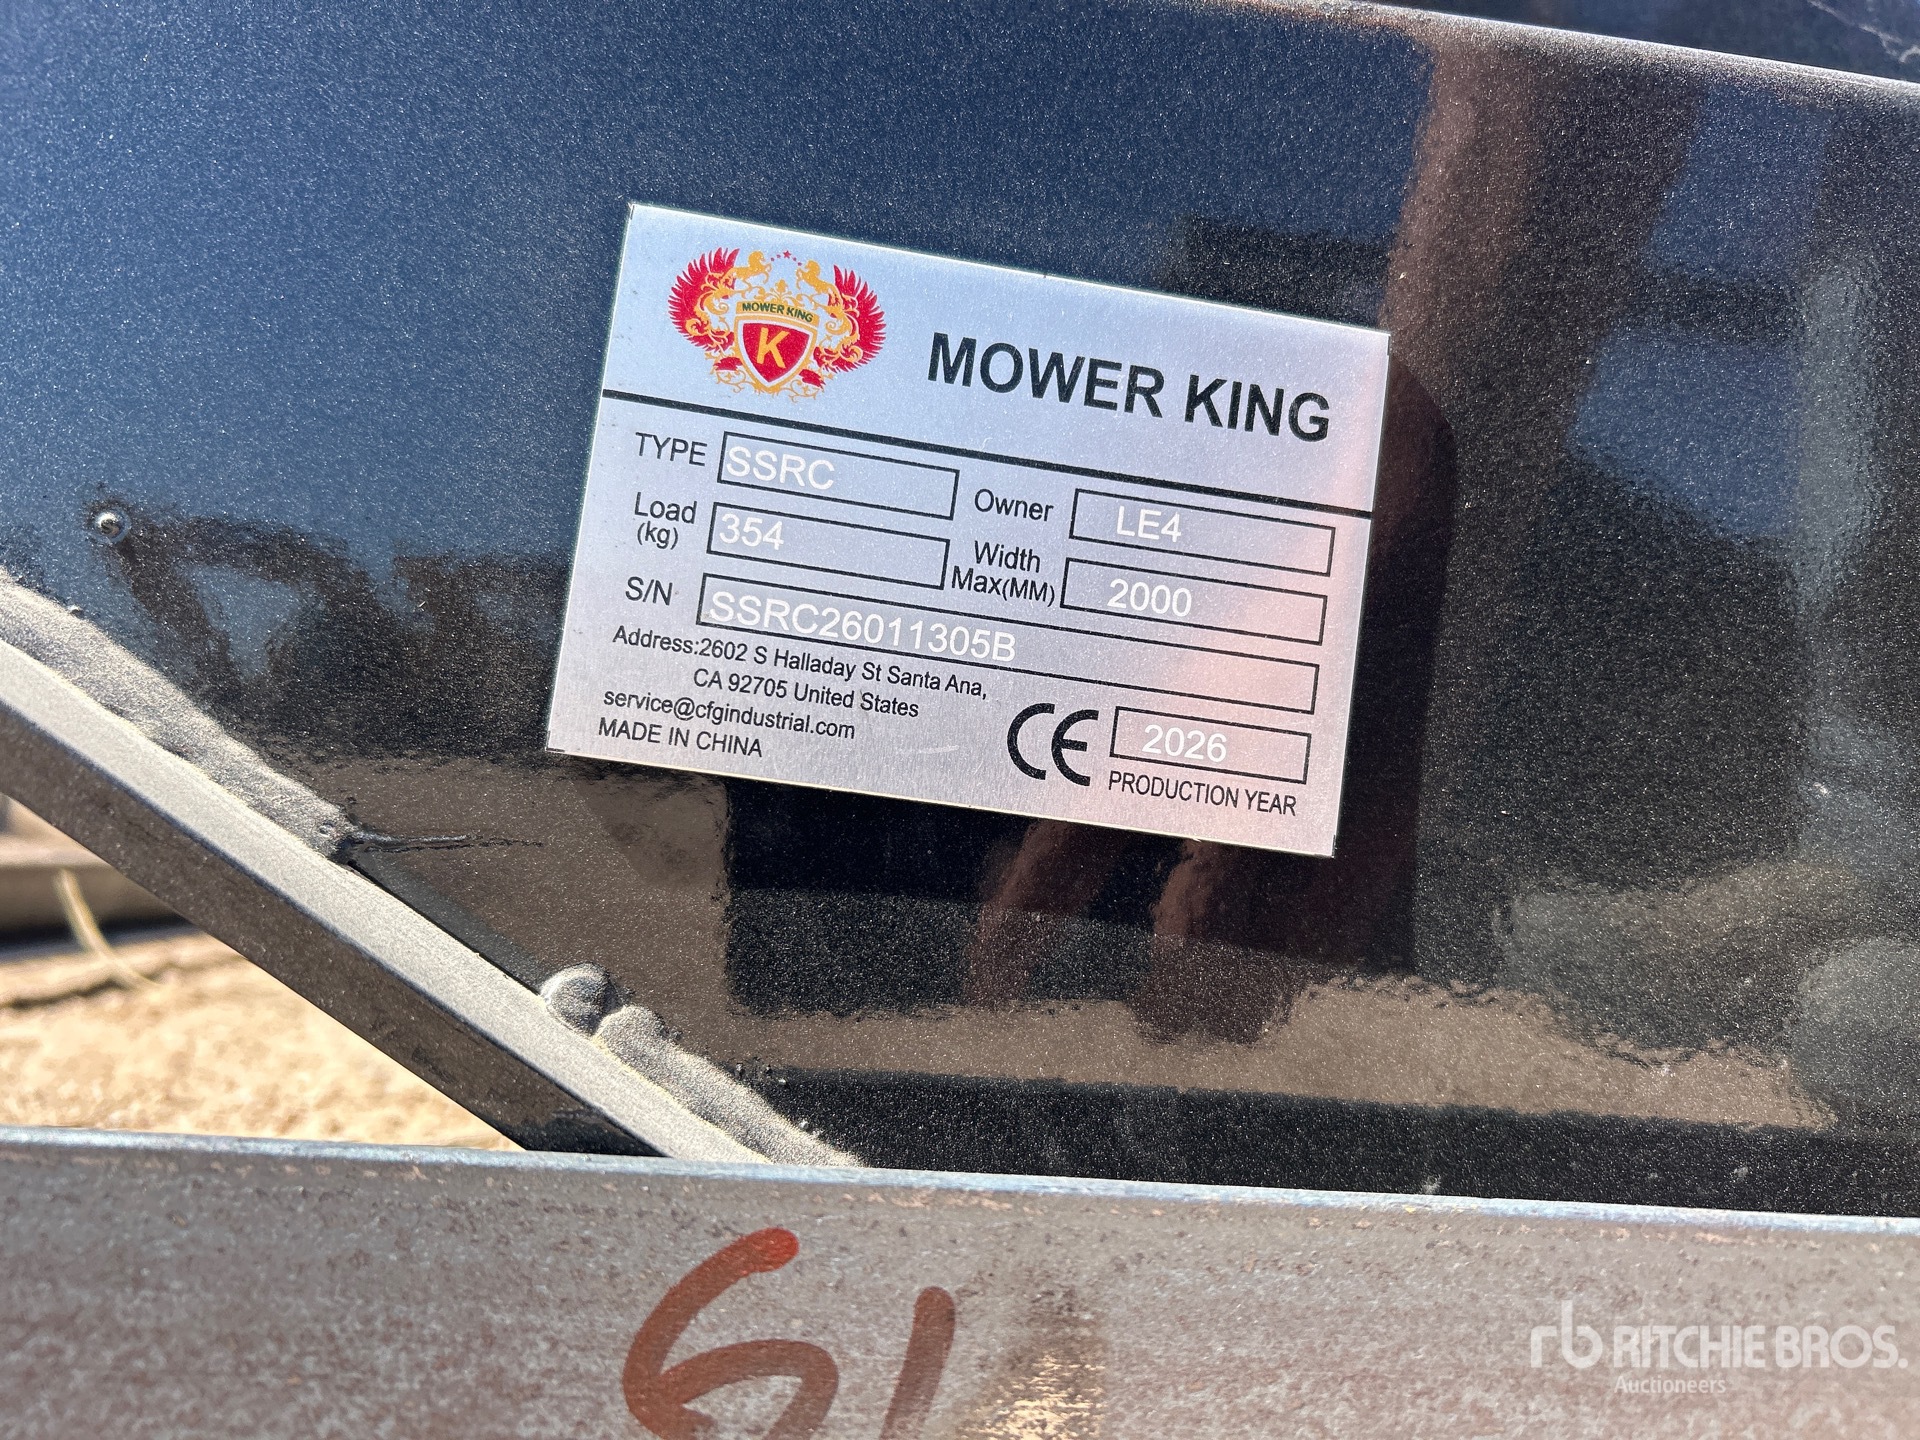 MOWER KING
K
MOWER KING
TYPE SSRC
Owner LE4
Load (kg) 354
Width Max(MM) 2000
S/N SSRC26011305B
Address:2602 S Halladay St Santa Ana,
CA 92705 United States
service@cfgindustrial.com
MADE IN CHINA
CE 2026
PRODUCTION YEAR
61
rb RITCHIE BROS.
Auctioneers